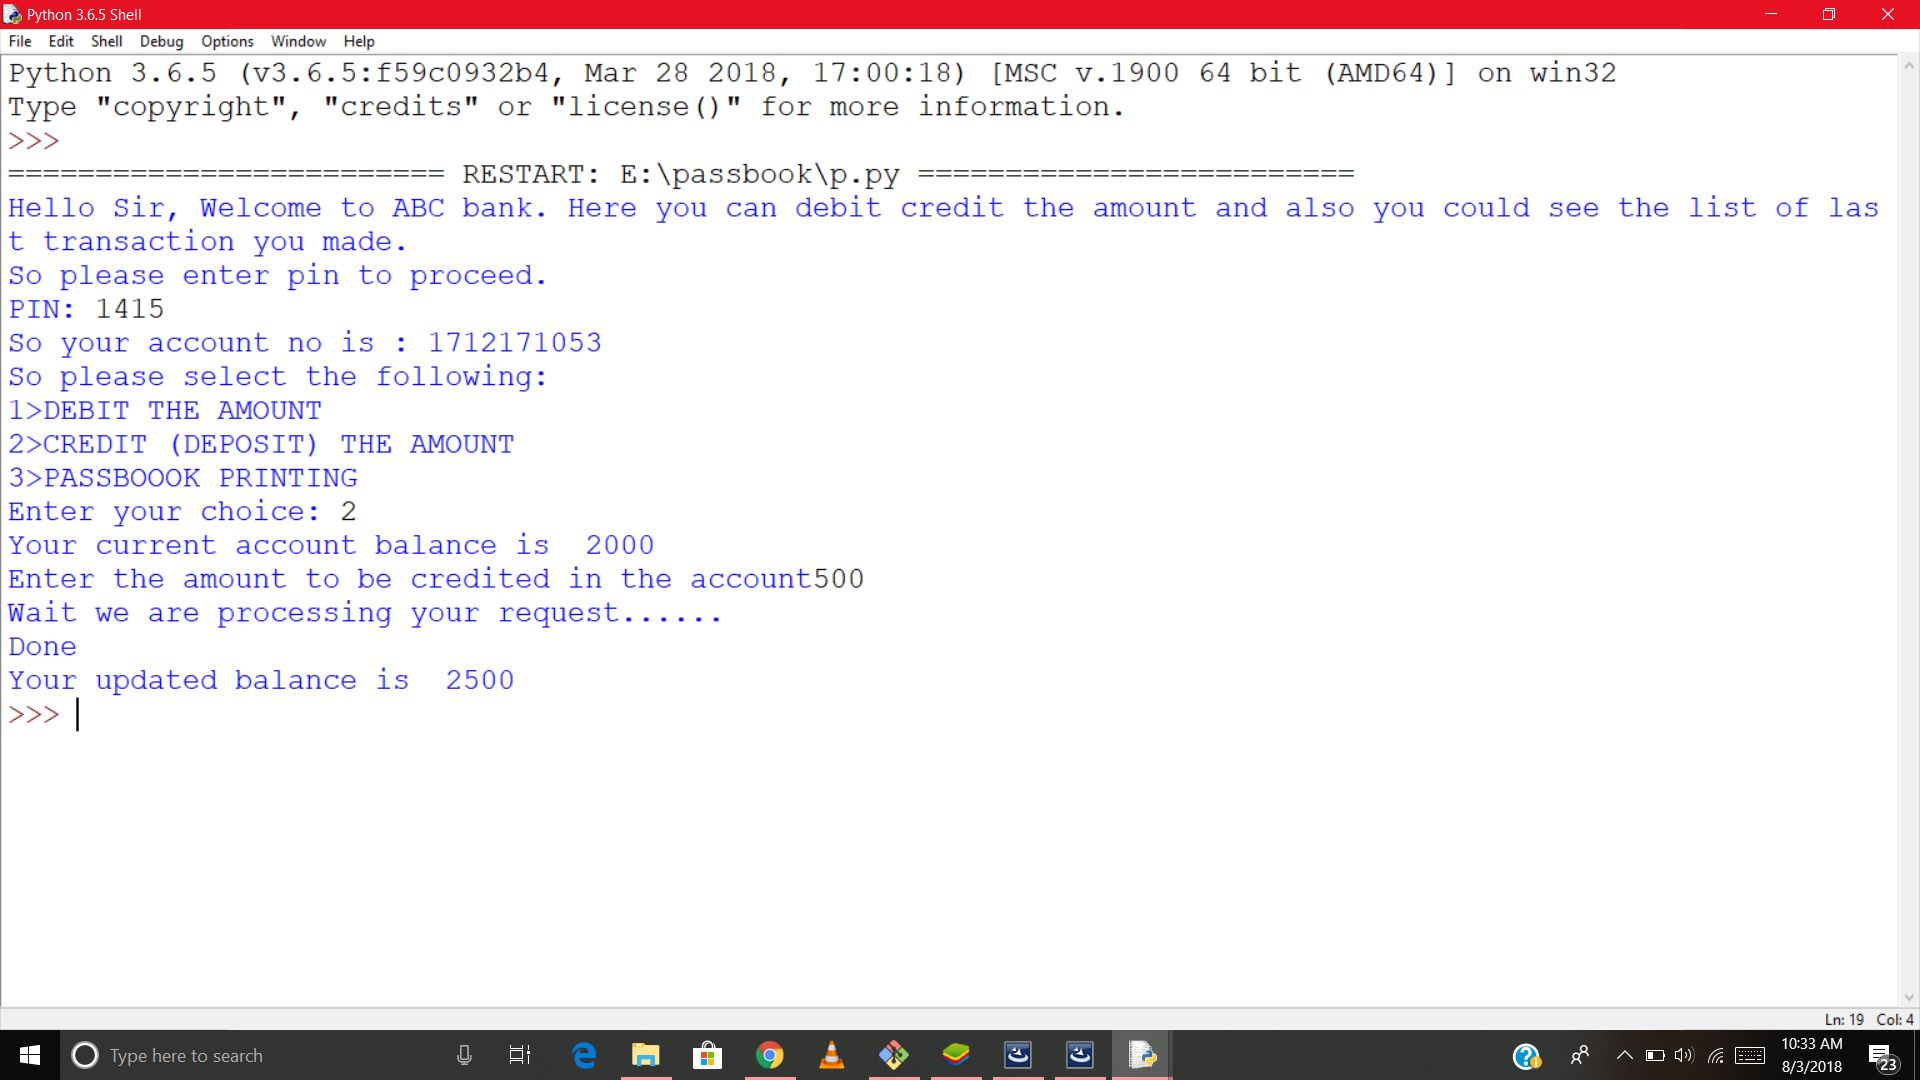 Python 3.6.5 Shell
File Edit Shell Debug Options Window Help
Python 3.6.5 (v3.6.5:f59c0932b4, Mar 28 2018, 17:00:18) [MSC v.1900 64 bit (AMD64)] on win32
Type "copyright", "credits" or "license()" for more information.
>>>
========================= RESTART: E:\passbook\p.py =========================
Hello Sir, Welcome to ABC bank. Here you can debit credit the amount and also you could see the list of las
t transaction you made.
So please enter pin to proceed.
PIN: 1415
So your account no is : 1712171053
So please select the following:
1>DEBIT THE AMOUNT
2>CREDIT (DEPOSIT) THE AMOUNT
3>PASSBOOOK PRINTING
Enter your choice: 2
Your current account balance is  2000
Enter the amount to be credited in the account500
Wait we are processing your request......
Done
Your updated balance is  2500
>>>
Ln: 19 Col: 4
Type here to search
10:33 AM
8/3/2018
23